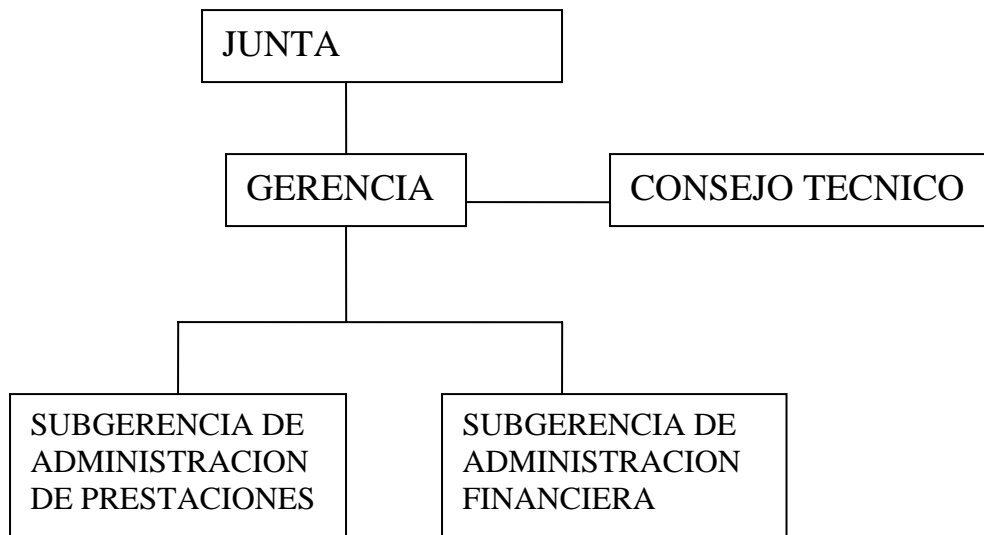 JUNTA
GERENCIA
CONSEJO TECNICO
SUBGERENCIA DE
ADMINISTRACION
DE PRESTACIONES
SUBGERENCIA DE
ADMINISTRACION
FINANCIERA